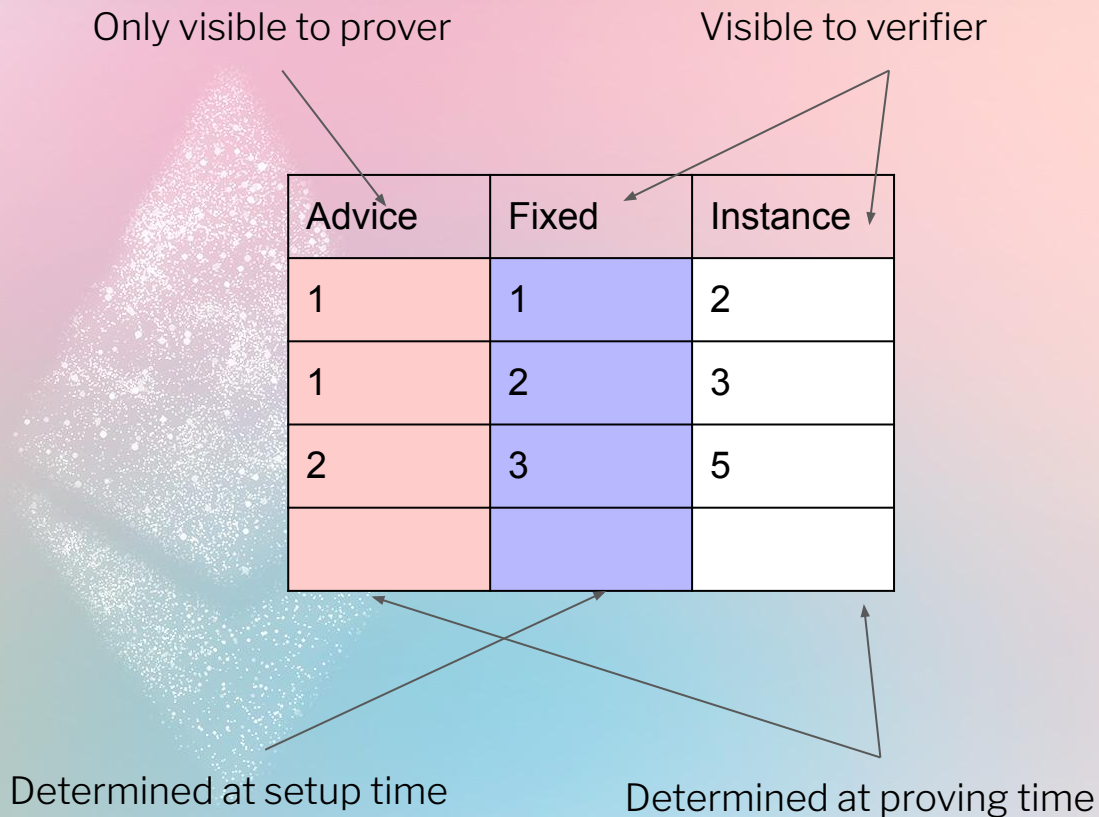 Only visible to prover
Visible to verifier
Advice Fixed Instance
1 1 2
1 2 3
2 3 5
Determined at setup time
Determined at proving time